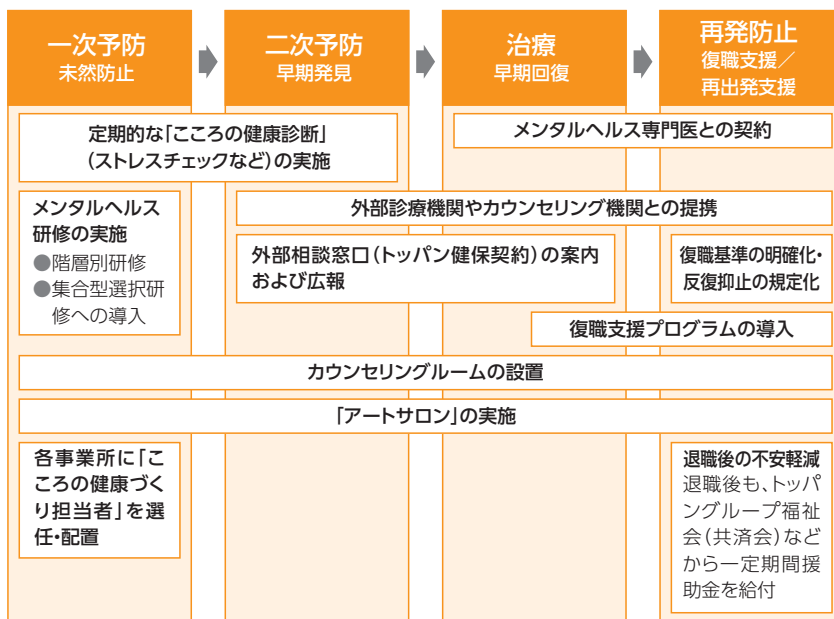 一次予防
未然防止
二次予防
早期発見
治療
早期回復
再発防止
復職支援／
再出発支援
定期的な「こころの健康診断」
（ストレスチェックなど）の実施
メンタルヘルス専門医との契約
メンタルヘルス
研修の実施
●階層別研修
●集合型選択研
修への導入
外部診療機関やカウンセリング機関との提携
外部相談窓口（トッパン健保契約）の案内
および広報
復職基準の明確化・
反復抑止の規定化
復職支援プログラムの導入
カウンセリングルームの設置
「アートサロン」の実施
各事業所に「こ
ころの健康づく
り担当者」を選
任・配置
退職後の不安軽減
退職後も、トッパ
ングループ福祉
会（共済会）など
から一定期間援
助金を給付